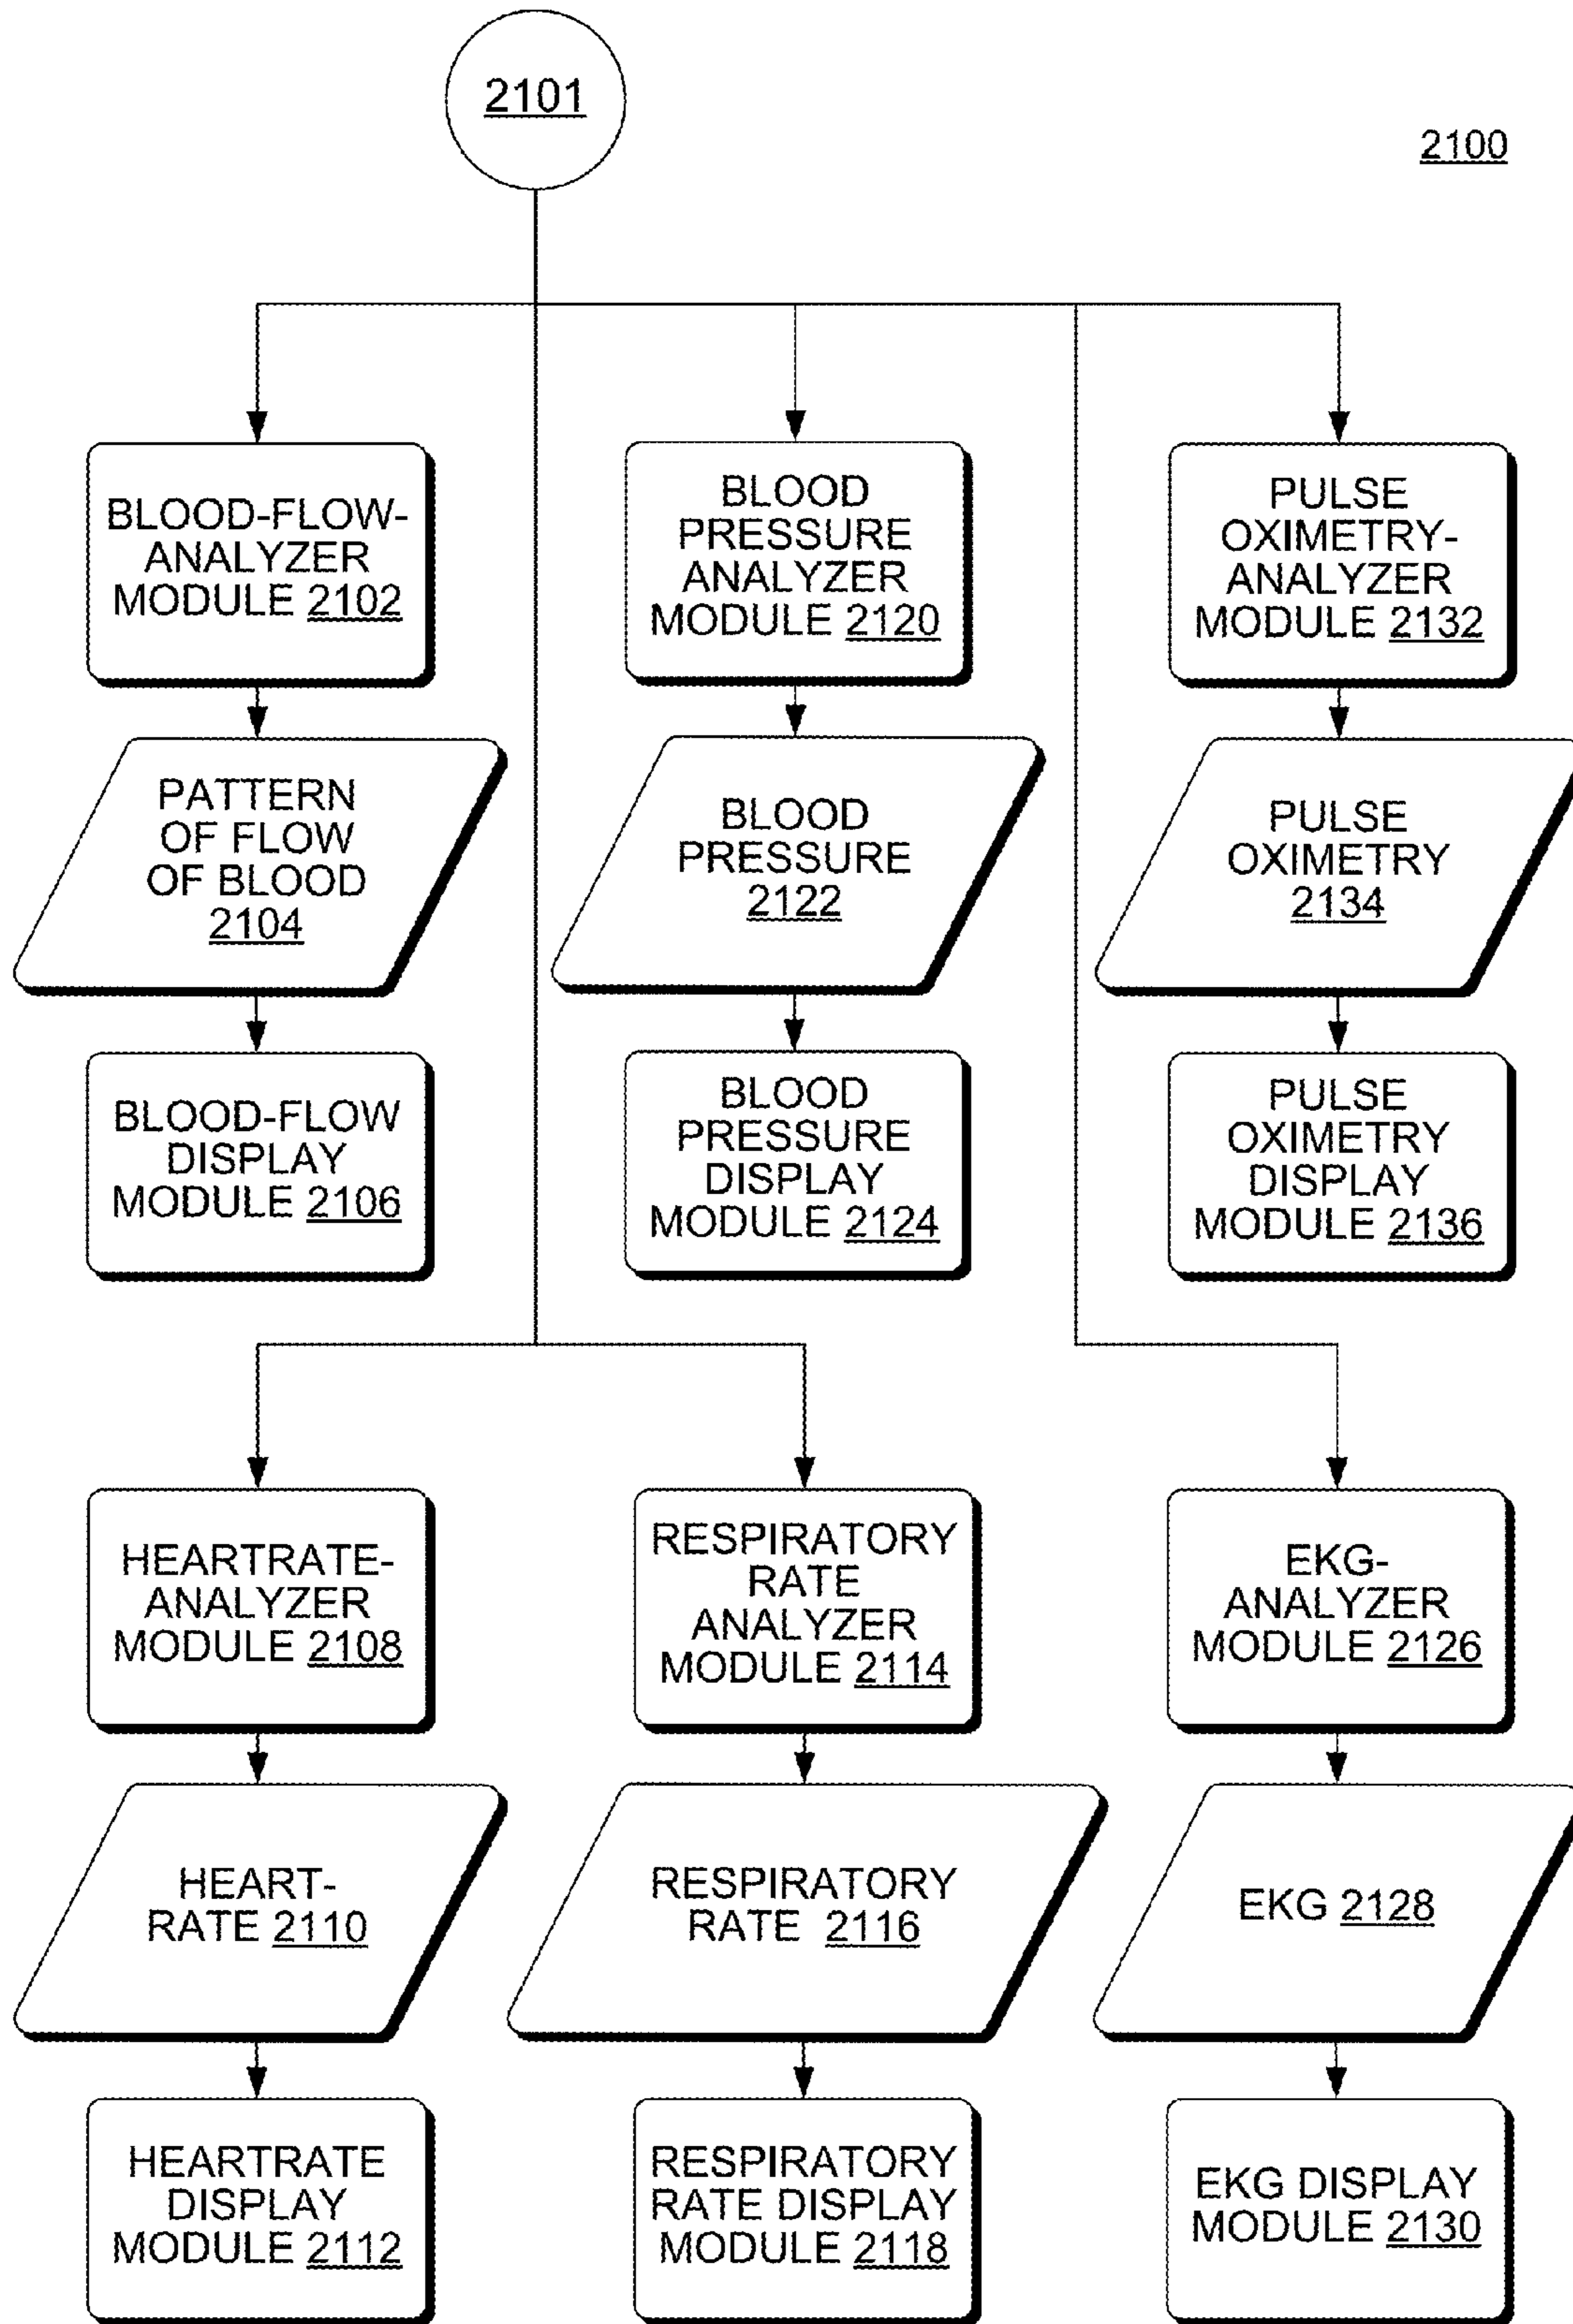 2101
2100
BLOOD-FLOW-
ANALYZER
MODULE 2102
BLOOD
PRESSURE
ANALYZER
MODULE 2120
PULSE
OXIMETRY-
ANALYZER
MODULE 2132
PATTERN
OF FLOW
OF BLOOD
2104
BLOOD
PRESSURE
2122
PULSE
OXIMETRY
2134
BLOOD-FLOW
DISPLAY
MODULE 2106
BLOOD
PRESSURE
DISPLAY
MODULE 2124
PULSE
OXIMETRY
DISPLAY
MODULE 2136
HEARTRATE-
ANALYZER
MODULE 2108
RESPIRATORY
RATE
ANALYZER
MODULE 2114
EKG-
ANALYZER
MODULE 2126
HEART-
RATE 2110
RESPIRATORY
RATE 2116
EKG 2128
HEARTRATE
DISPLAY
MODULE 2112
RESPIRATORY
RATE DISPLAY
MODULE 2118
EKG DISPLAY
MODULE 2130